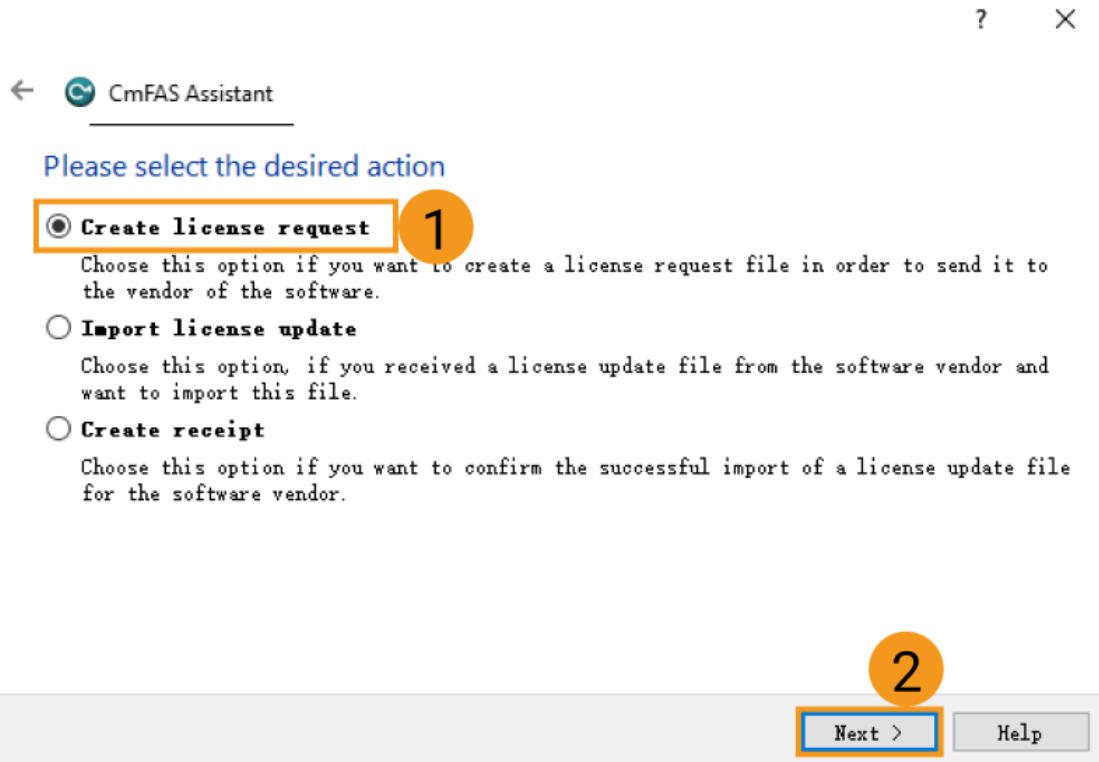 ?
CmFAS Assistant
Please select the desired action
Create license request
1
Choose this option if you want to create a license request file in order to send it to
the vendor of the software.
Import license update
Choose this option, if you received a license update file from the software vendor and
want to import this file.
Create receipt
Choose this option if you want to confirm the successful import of a license update file
for the software vendor.
2
Next >
Help